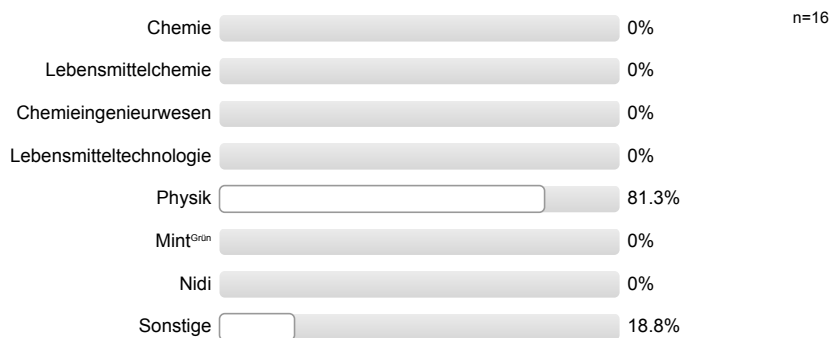 Chemie 0% n=16
Lebensmittelchemie 0%
Chemieingenieurwesen 0%
Lebensmitteltechnologie 0%
Physik 81.3%
MintGrün 0%
Nidi 0%
Sonstige 18.8%